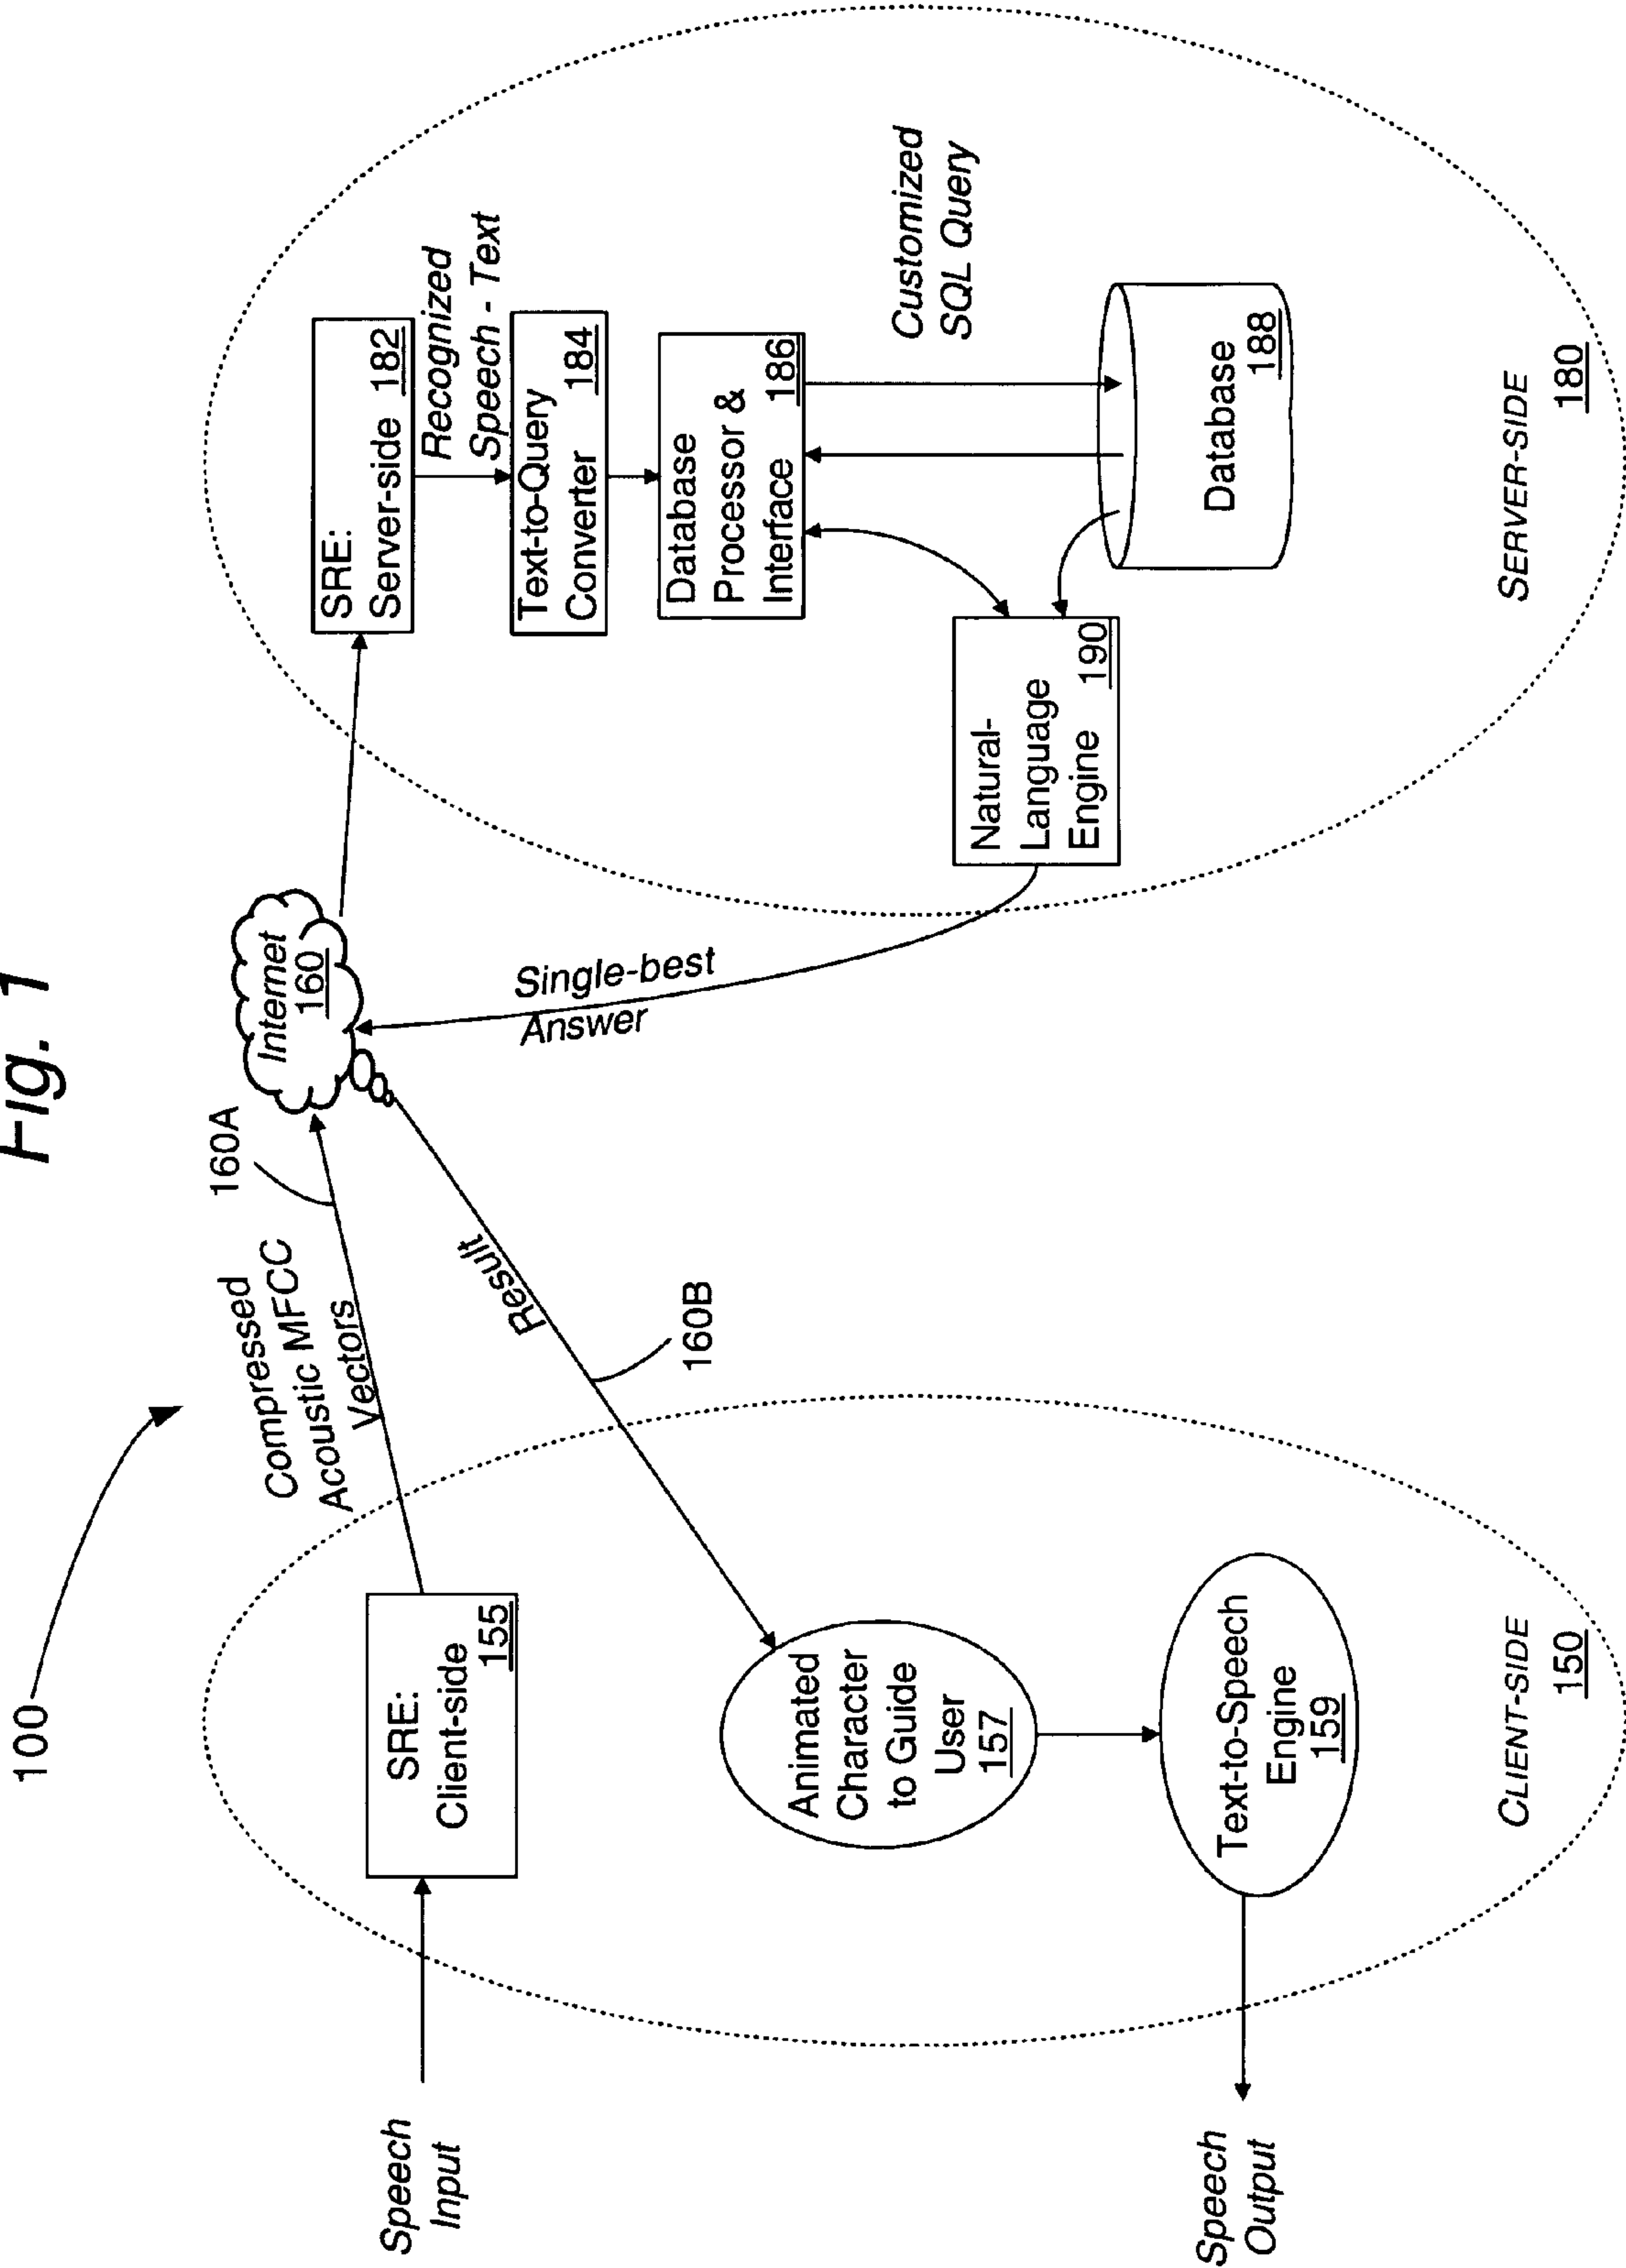 Fig. 1
100
Compressed
Acoustic MFCC
Vectors
160A
Internet
160
Result
160B
Single-best
Answer
Speech
Input
SRE:
Client-side
155
Animated
Character
to Guide
User
157
Text-to-Speech
Engine
159
Speech
Output
CLIENT-SIDE
150
SRE:
Server-side 182
Recognized
Speech - Text
Text-to-Query
Converter 184
Database
Processor &
Interface 186
Customized
SQL Query
Natural-
Language
Engine 190
Database
188
SERVER-SIDE
180